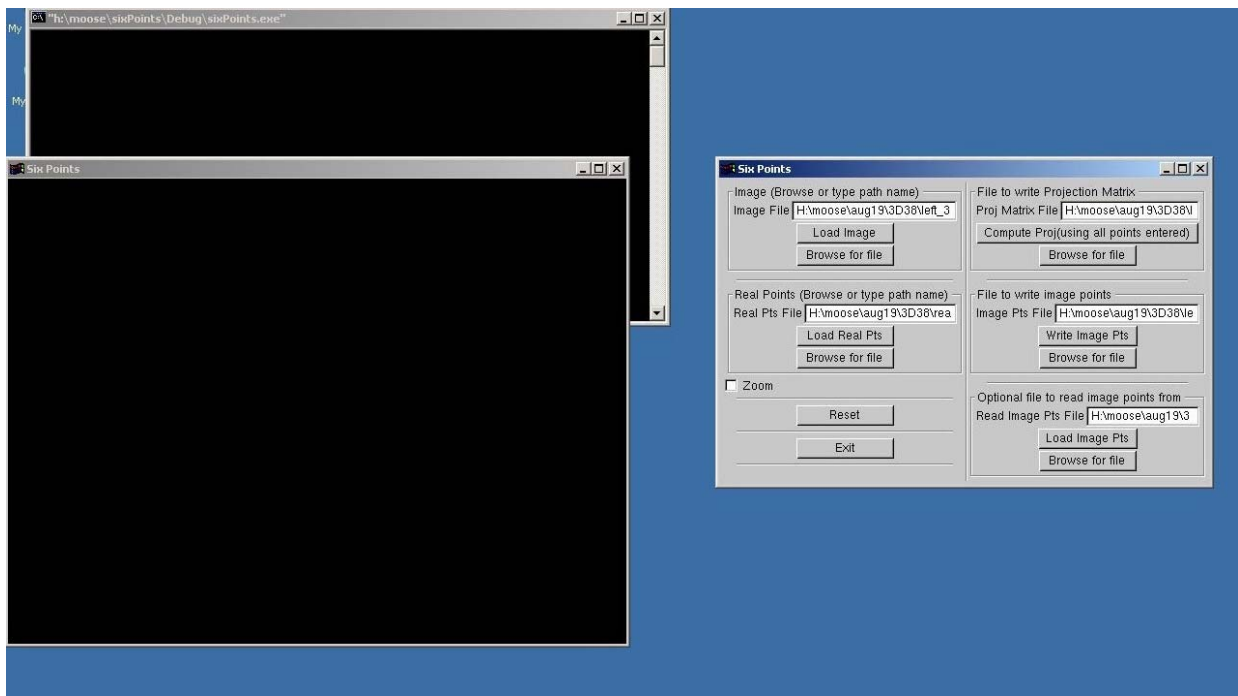 My
"h:\moose\sixPoints\Debug\sixPoints.exe"
My
Six Points
Six Points
Image (Browse or type path name)
Image File H:\moose\aug19\3D38\left_3
Load Image
Browse for file
Real Points (Browse or type path name)
Real Pts File H:\moose\aug19\3D38\rea
Load Real Pts
Browse for file
Zoom
Reset
Exit
File to write Projection Matrix
Proj Matrix File H:\moose\aug19\3D38\l
Compute Proj(using all points entered)
Browse for file
File to write image points
Image Pts File H:\moose\aug19\3D38\le
Write Image Pts
Browse for file
Optional file to read image points from
Read Image Pts File H:\moose\aug19\3
Load Image Pts
Browse for file